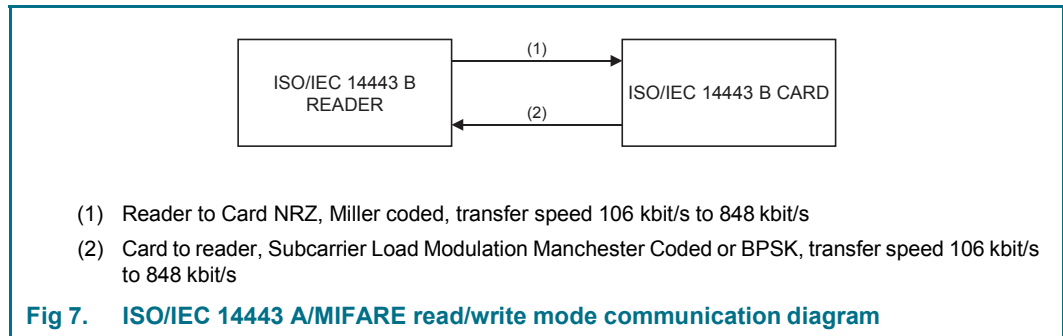 (1)
ISO/IEC 14443 B
READER
ISO/IEC 14443 B CARD
(2)
(1) Reader to Card NRZ, Miller coded, transfer speed 106 kbit/s to 848 kbit/s
(2) Card to reader, Subcarrier Load Modulation Manchester Coded or BPSK, transfer speed 106 kbit/s
to 848 kbit/s
Fig 7. ISO/IEC 14443 A/MIFARE read/write mode communication diagram